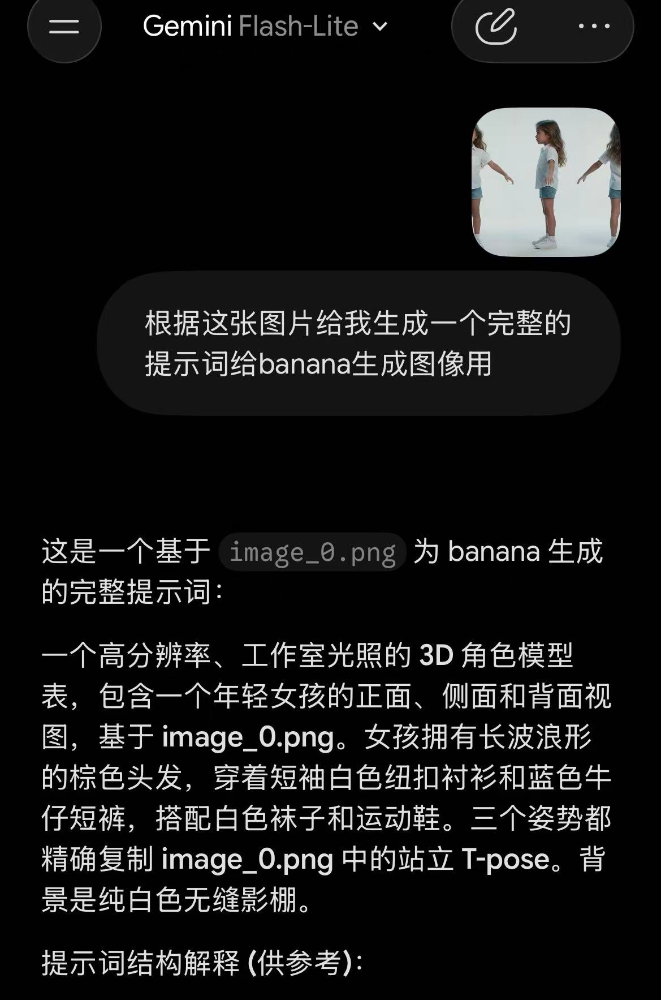 Gemini Flash-Lite
根据这张图片给我生成一个完整的
提示词给banana生成图像用
这是一个基于 image_0.png 为 banana 生成
的完整提示词：
一个高分辨率、工作室光照的 3D 角色模型
表，包含一个年轻女孩的正面、侧面和背面视
图，基于 image_0.png。女孩拥有长波浪形
的棕色头发，穿着短袖白色纽扣衬衫和蓝色牛
仔短裤，搭配白色袜子和运动鞋。三个姿势都
精确复制 image_0.png 中的站立 T-pose。背
景是纯白色无缝影棚。
提示词结构解释 (供参考)：